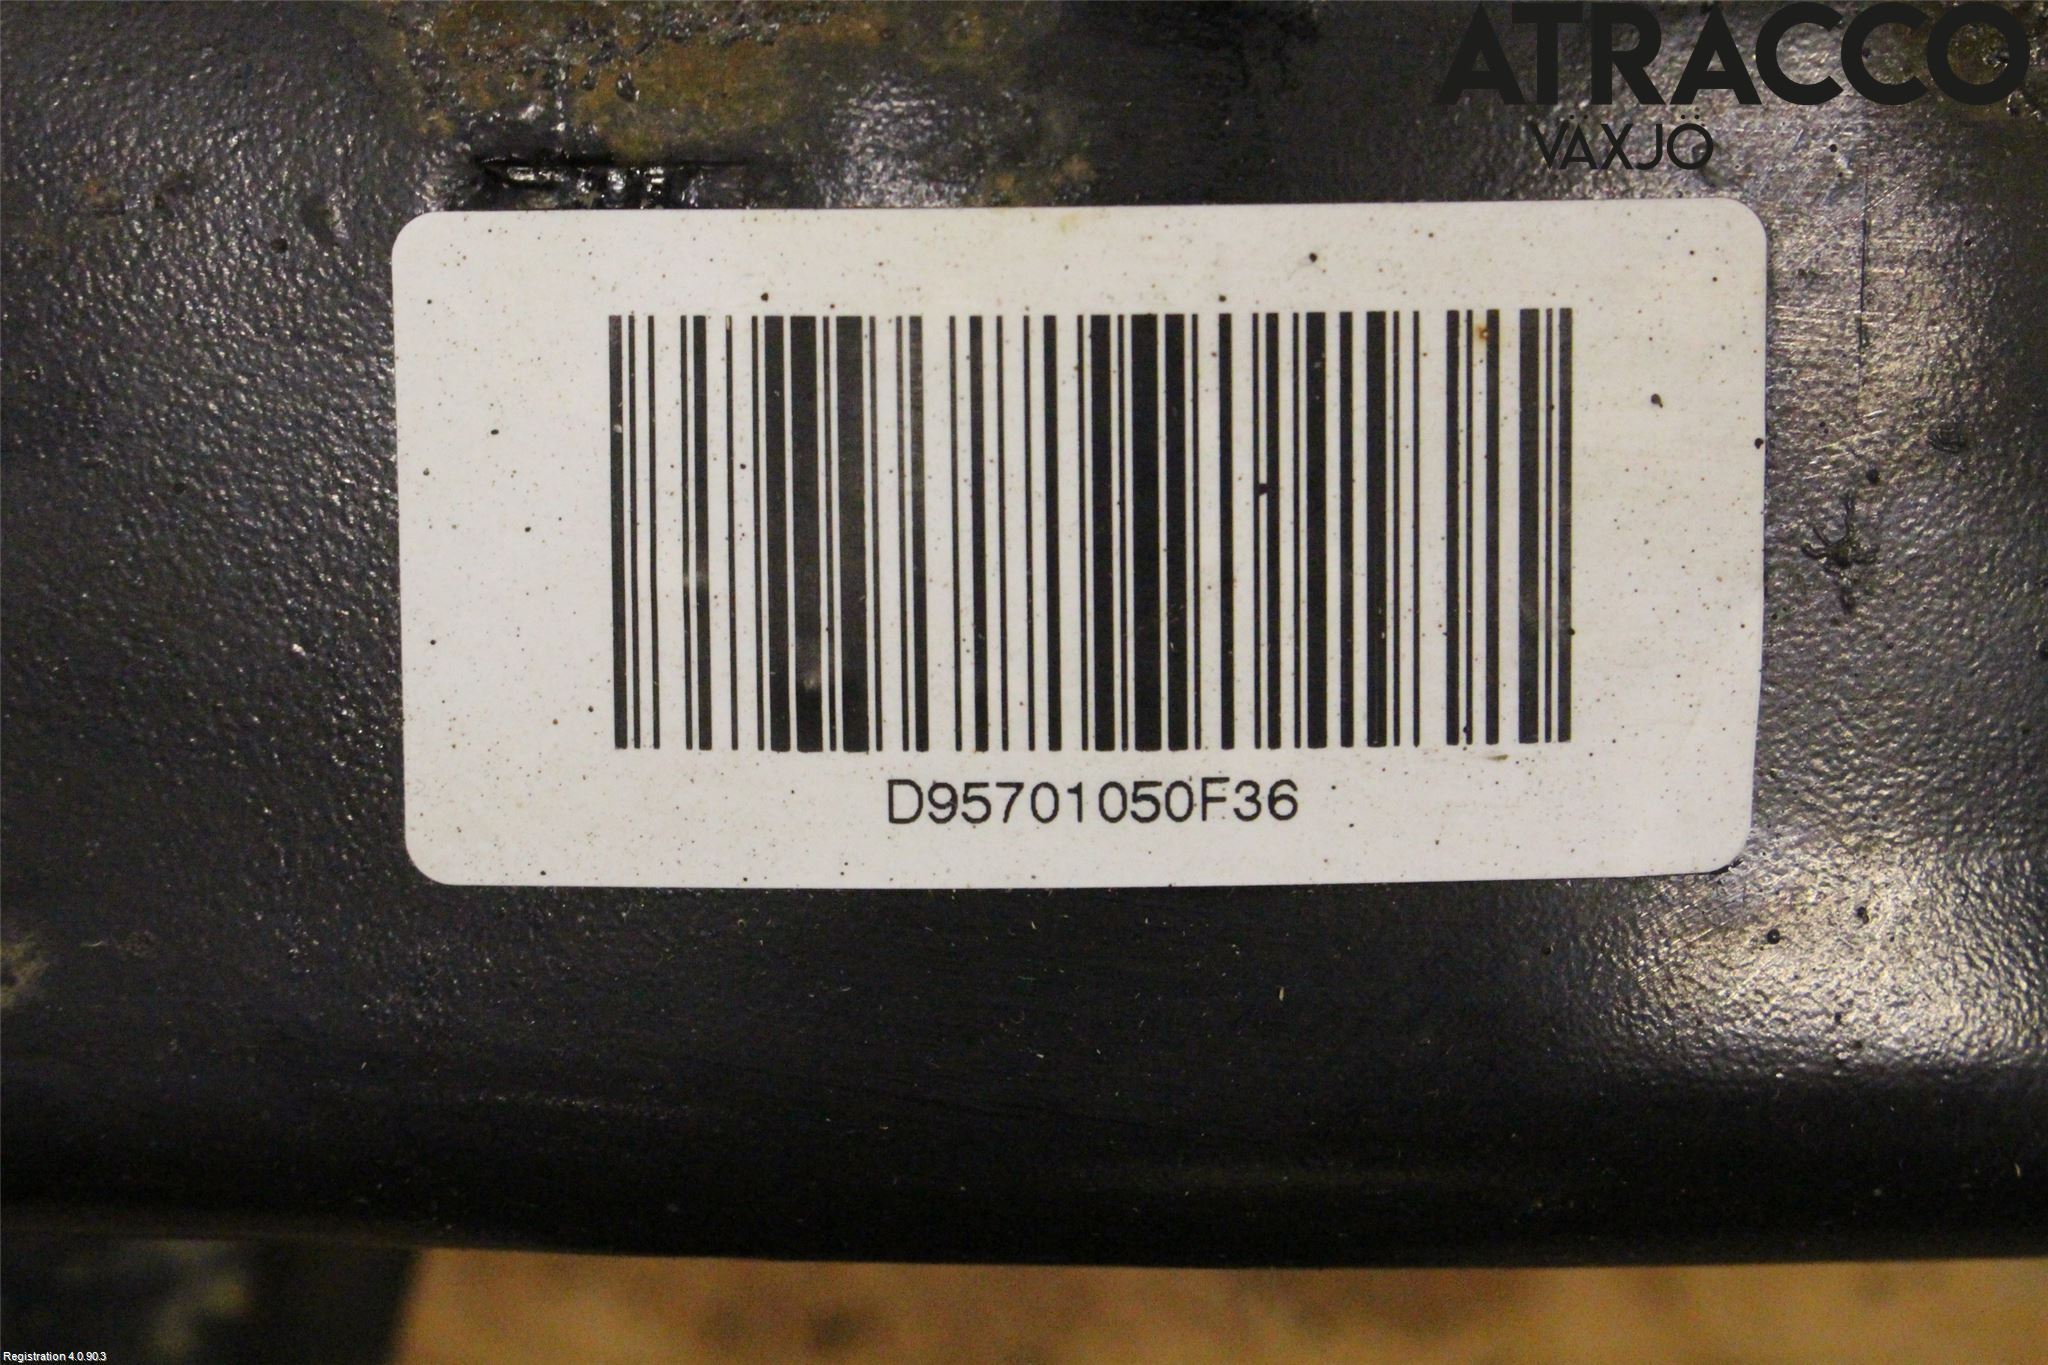 ATRACCO
VÄXJÖ
D95701050F36
Registration 4.0.90.3